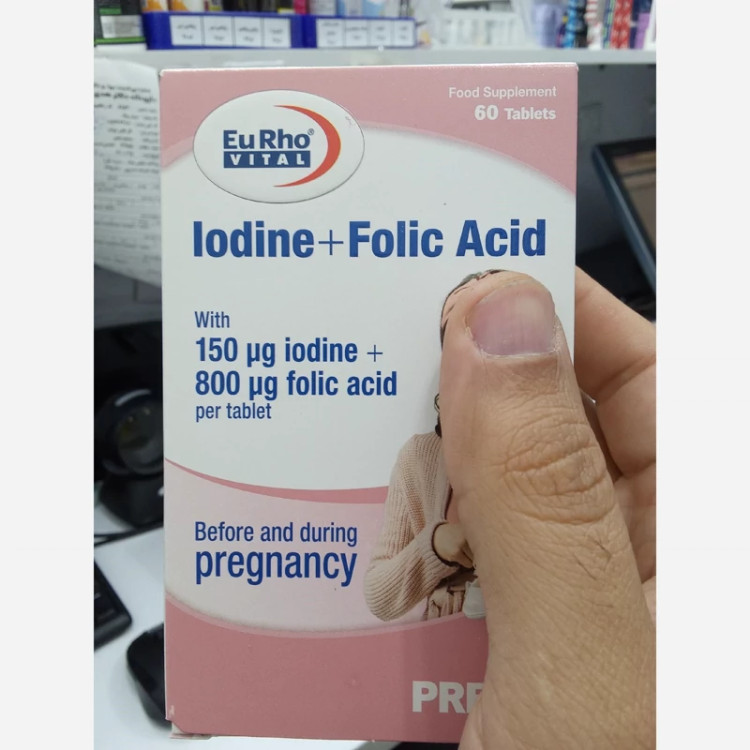 Food Supplement
60 Tablets
EuRho®
VITAL
Iodine+Folic Acid
With
150 µg iodine +
800 µg folic acid
per tablet
Before and during
pregnancy